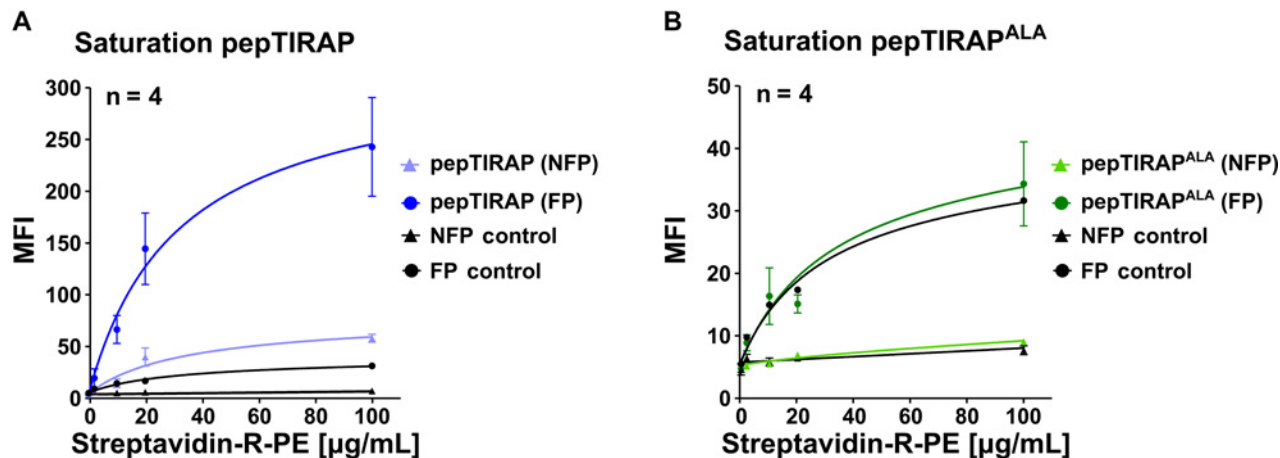 A
Saturation pepTIRAP
n = 4
300
250
200
150
100
50
0
MFI
0 20 40 60 80 100
Streptavidin-R-PE [µg/mL]
pepTIRAP (NFP)
pepTIRAP (FP)
NFP control
FP control
B
Saturation pepTIRAPᴬᴸᴬ
n = 4
50
40
30
20
10
0
MFI
0 20 40 60 80 100
Streptavidin-R-PE [µg/mL]
pepTIRAPᴬᴸᴬ (NFP)
pepTIRAPᴬᴸᴬ (FP)
NFP control
FP control